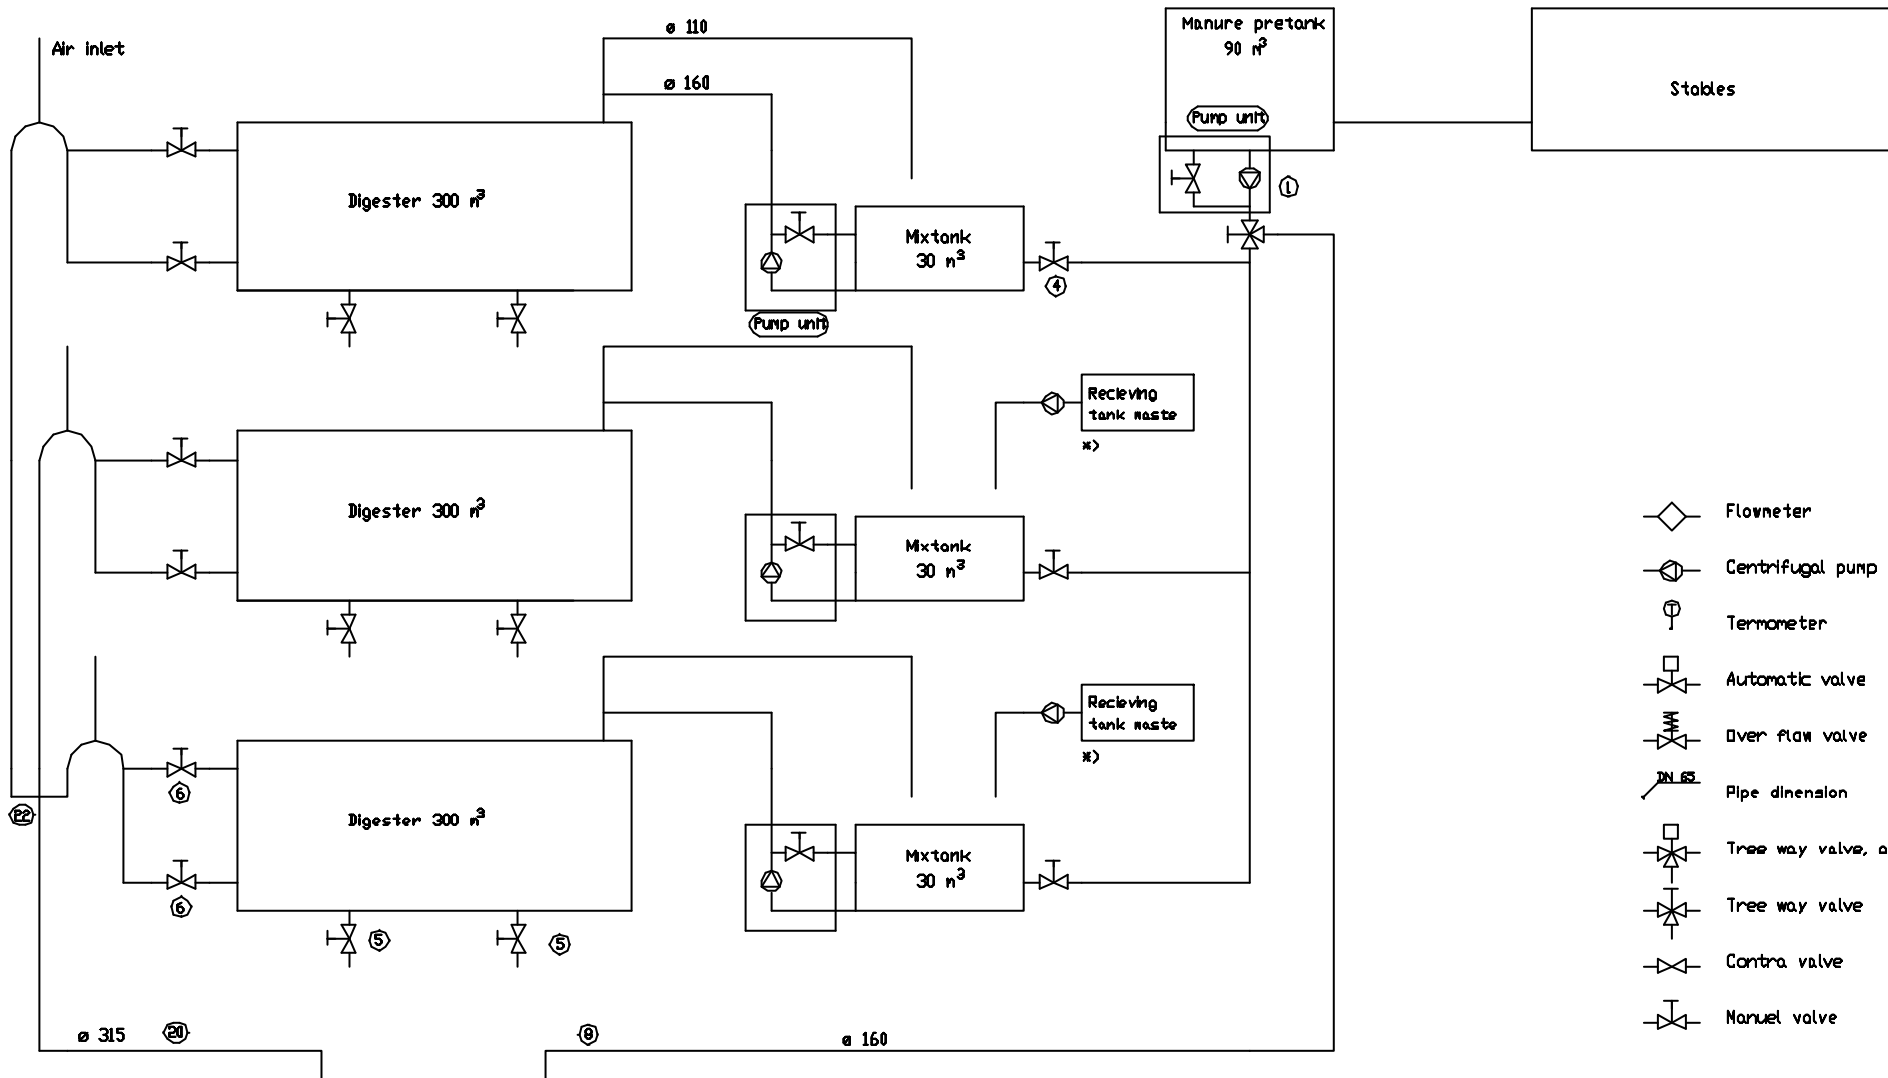 Air inlet
ø 110
ø 160
Manure pretank
90 m³
Stables
Pump unit
1
Digester 300 m³
Mixtank
30 m³
4
Pump unit
Recieving
tank waste
*)
Digester 300 m³
Mixtank
30 m³
Recieving
tank waste
*)
6
22
Digester 300 m³
Mixtank
30 m³
6
5
5
ø 315
20
8
ø 160
Flowmeter
Centrifugal pump
Termometer
Automatic valve
Over flaw valve
DN 65
Pipe dimension
Tree way valve, a
Tree way valve
Contra valve
Manuel valve